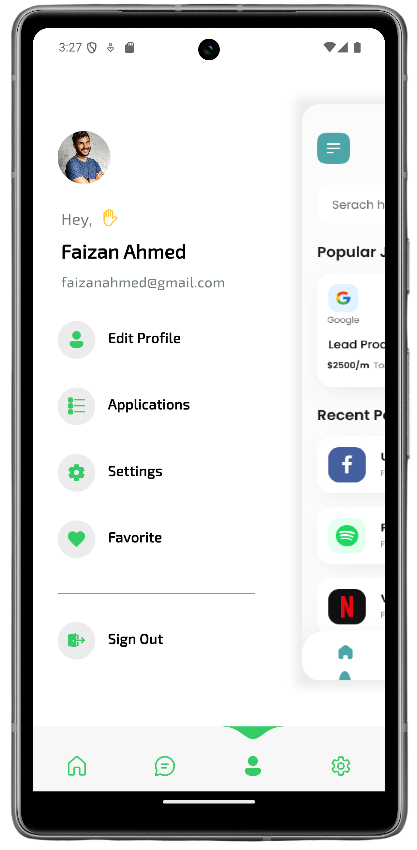 3:27
Hey,
Faizan Ahmed
faizanahmed@gmail.com
Edit Profile
Applications
Settings
Favorite
Sign Out
Serach h
Popular J
Google
Lead Proc
$2500/m To
Recent Po